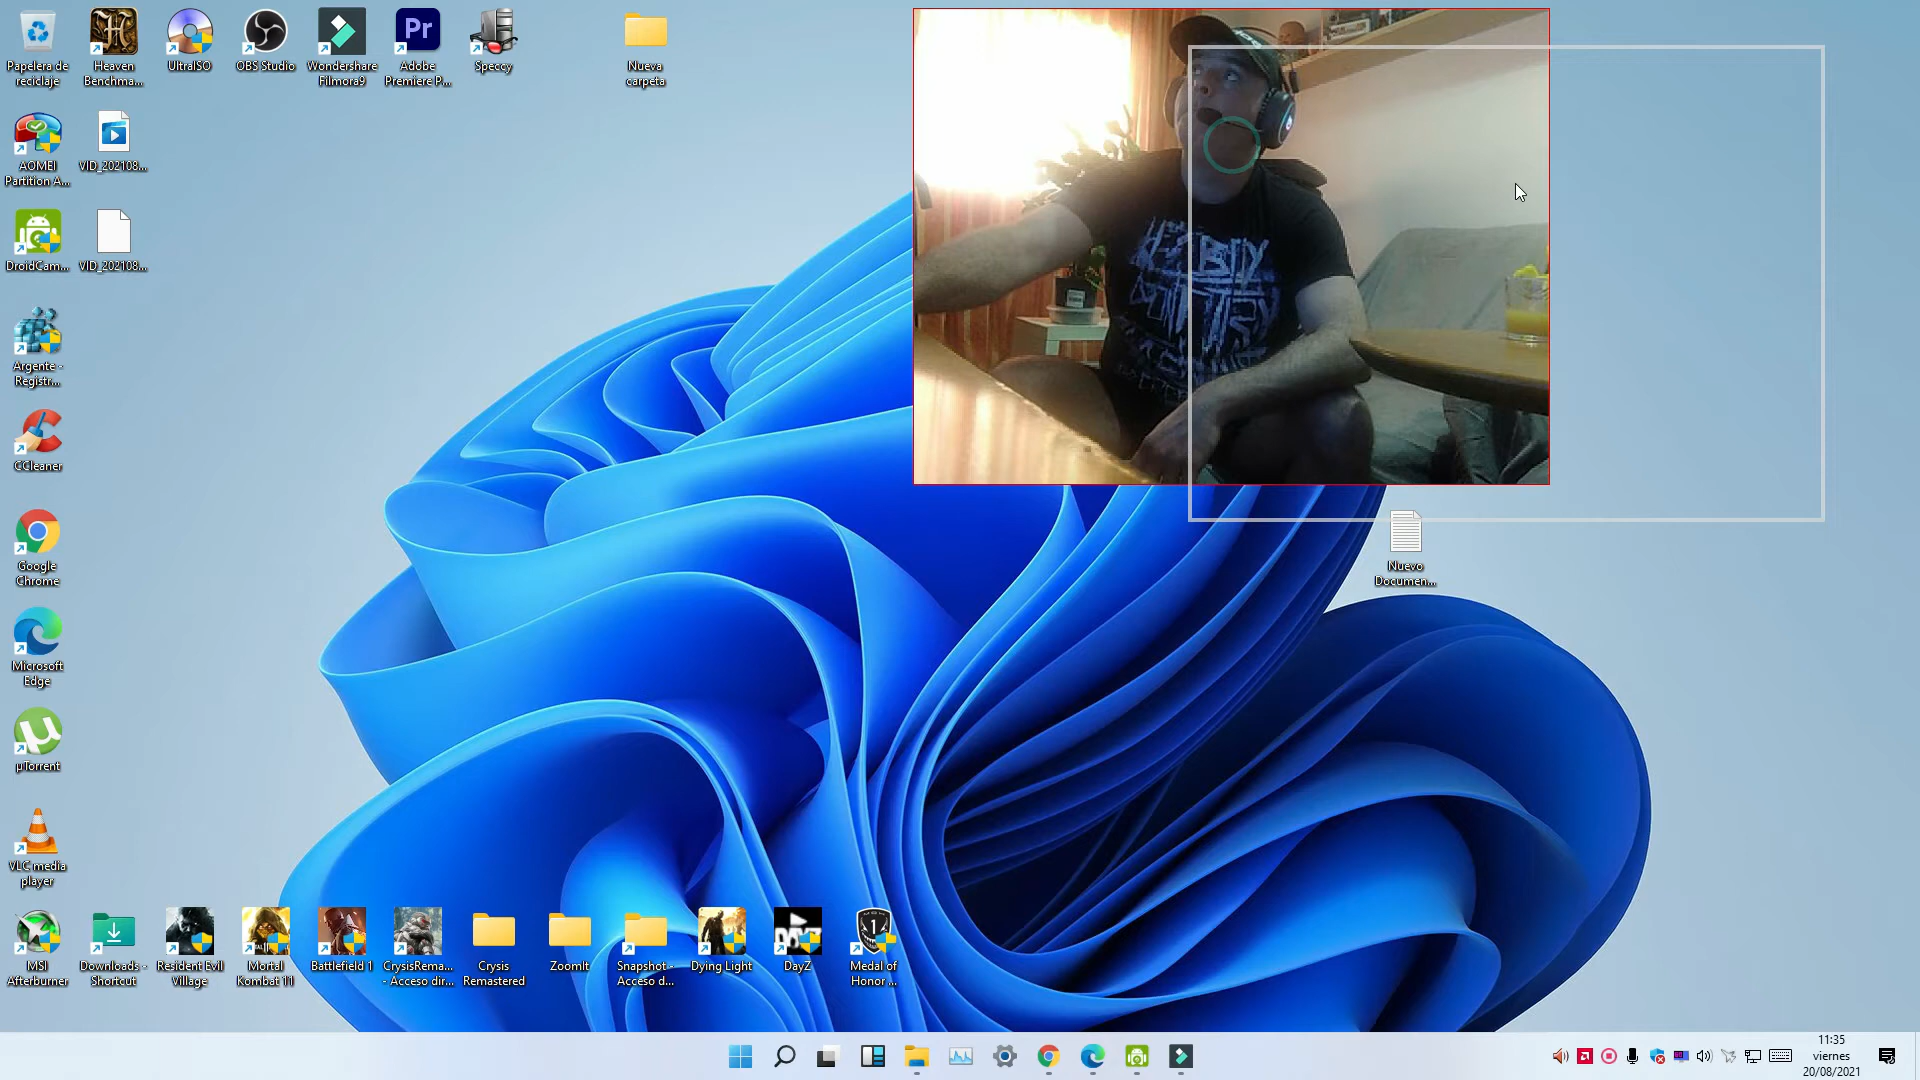 Papelera de
reciclaje
Heaven
Benchma...
UltraISO
OBS Studio
Wondershare
Filmora9
Pr
Adobe
Premiere P...
Speccy
Nueva
carpeta
AOMEI
Partition A...
VID_202108...
DroidCam...
VID_202108...
Argente -
Registr...
CCleaner
Google
Chrome
Microsoft
Edge
µTorrent
VLC media
player
Nuevo
Documen...
MSI
Afterburner
Downloads -
Shortcut
Resident Evil
Village
Mortal
Kombat 11
Battlefield 1
CrysisRema...
- Acceso dir...
Crysis
Remastered
ZoomIt
Snapshot -
Acceso d...
Dying Light
DAYZ
DayZ
Medal of
Honor ...
11:35
viernes
20/08/2021